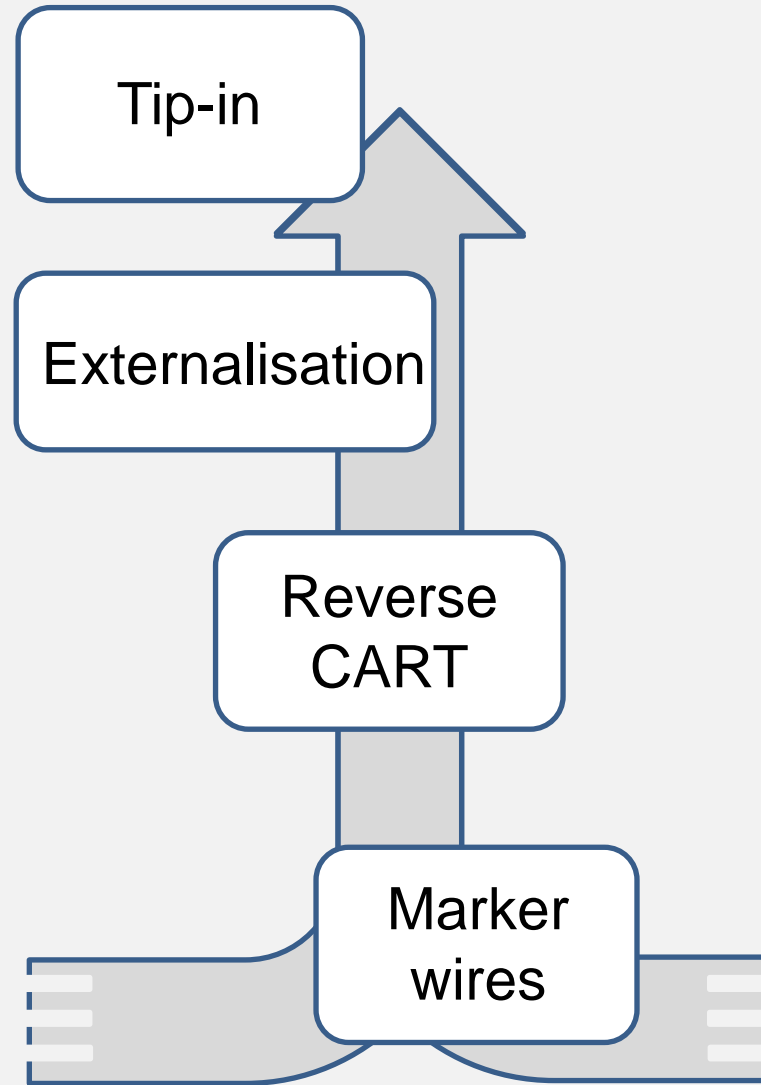 Tip-in
Externalisation
Reverse
CART
Marker
wires